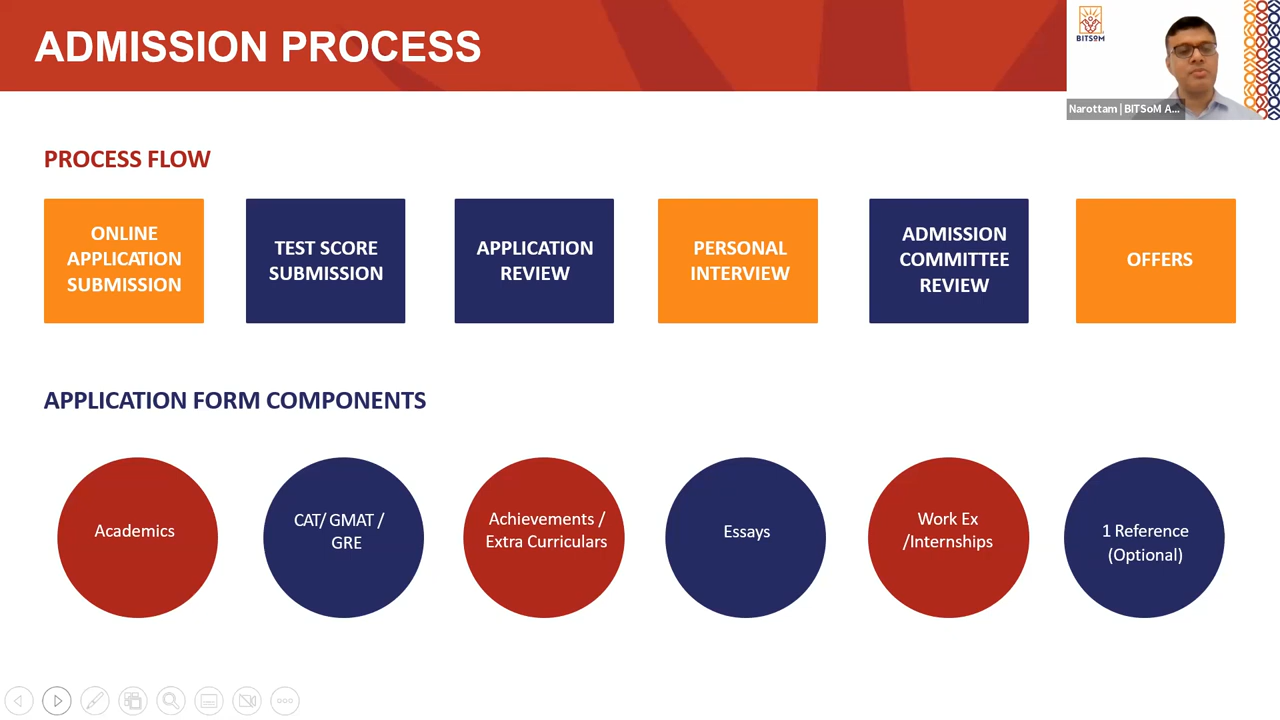 ADMISSION PROCESS
BITSoM
Narottam | BITSoM A...
PROCESS FLOW
ONLINE
APPLICATION
SUBMISSION
TEST SCORE
SUBMISSION
APPLICATION
REVIEW
PERSONAL
INTERVIEW
ADMISSION
COMMITTEE
REVIEW
OFFERS
APPLICATION FORM COMPONENTS
Academics
CAT/ GMAT /
GRE
Achievements /
Extra Curriculars
Essays
Work Ex
/Internships
1 Reference
(Optional)